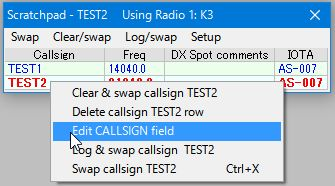 Scratchpad - TEST2 Using Radio 1: K3
Swap Clear/swap Log/swap Setup
Callsign Freq DX Spot comments IOTA
TEST1 14040.0 AS-007
TEST2 AS-007
Clear & swap callsign TEST2
Delete callsign TEST2 row
Edit CALLSIGN field
Log & swap callsign TEST2
Swap callsign TEST2 Ctrl+X